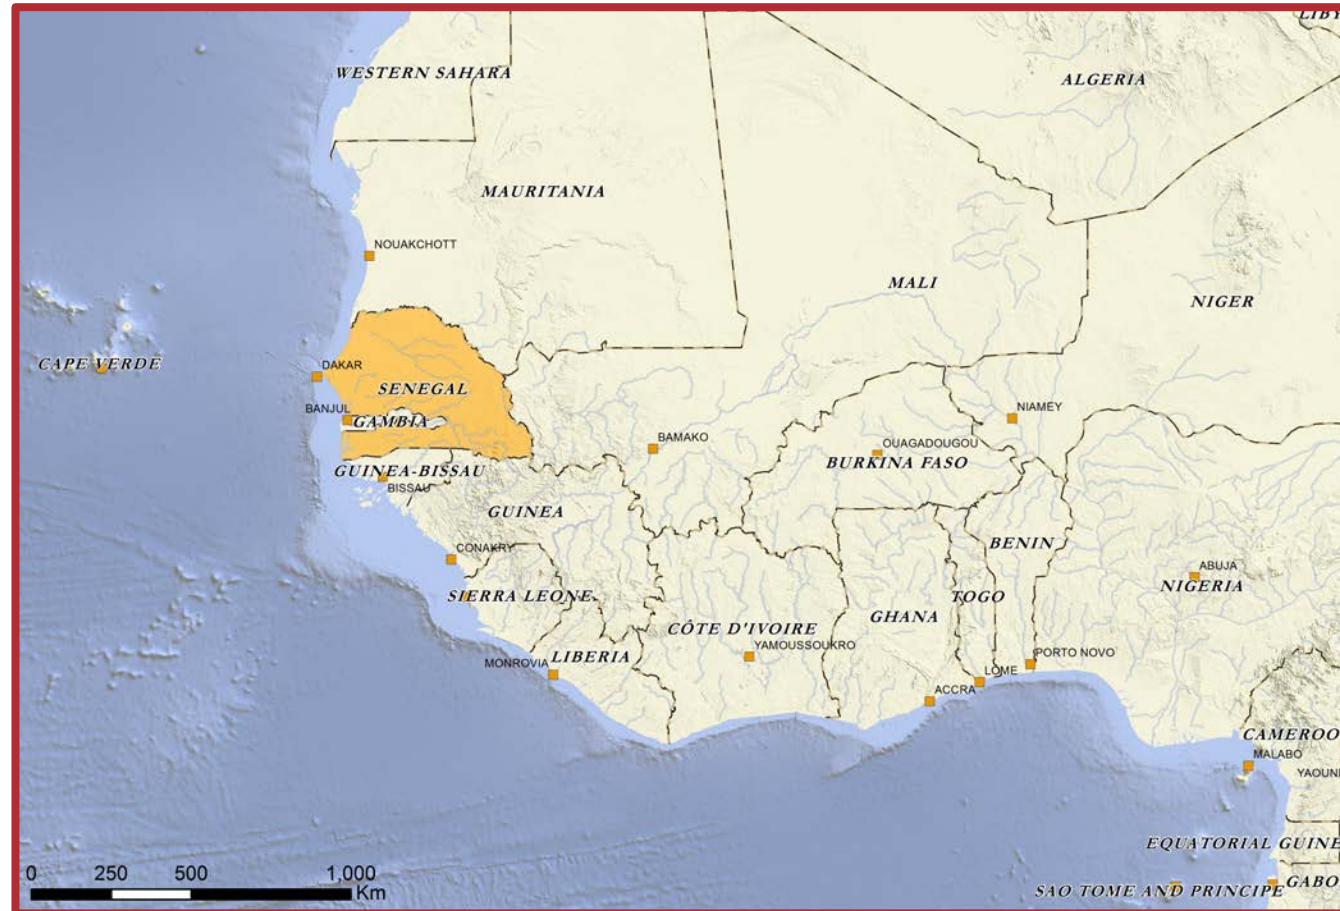 LIBY
WESTERN SAHARA
ALGERIA
MAURITANIA
NOUAKCHOTT
MALI
NIGER
CAPE VERDE
DAKAR
SENEGAL
BANJUL
GAMBIA
NIAMEY
BAMAKO
OUAGADOUGOU
BURKINA FASO
GUINEA-BISSAU
BISSAU
GUINEA
CONAKRY
BENIN
ABUJA
NIGERIA
SIERRA LEONE
TOGO
GHANA
CÔTE D'IVOIRE
YAMOUSSOUKRO
LIBERIA
MONROVIA
PORTO NOVO
LOME
ACCRA
CAMEROO
MALABO
YAOUN
EQUATORIAL GUINE
0 250 500 1,000
Km
SAO TOME AND PRINCIPE
GABO